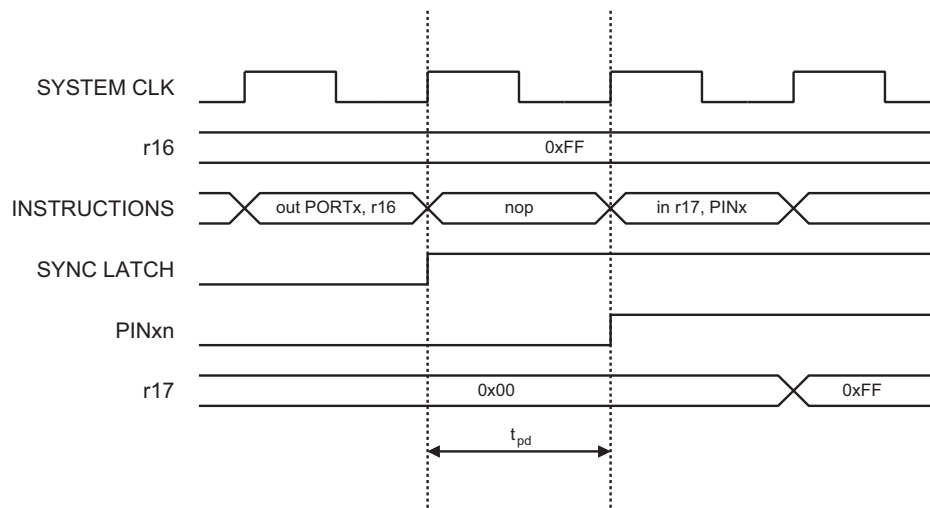 SYSTEM CLK
r16
0xFF
INSTRUCTIONS
out PORTx, r16
nop
in r17, PINx
SYNC LATCH
PINxn
r17
0x00
0xFF
tpd